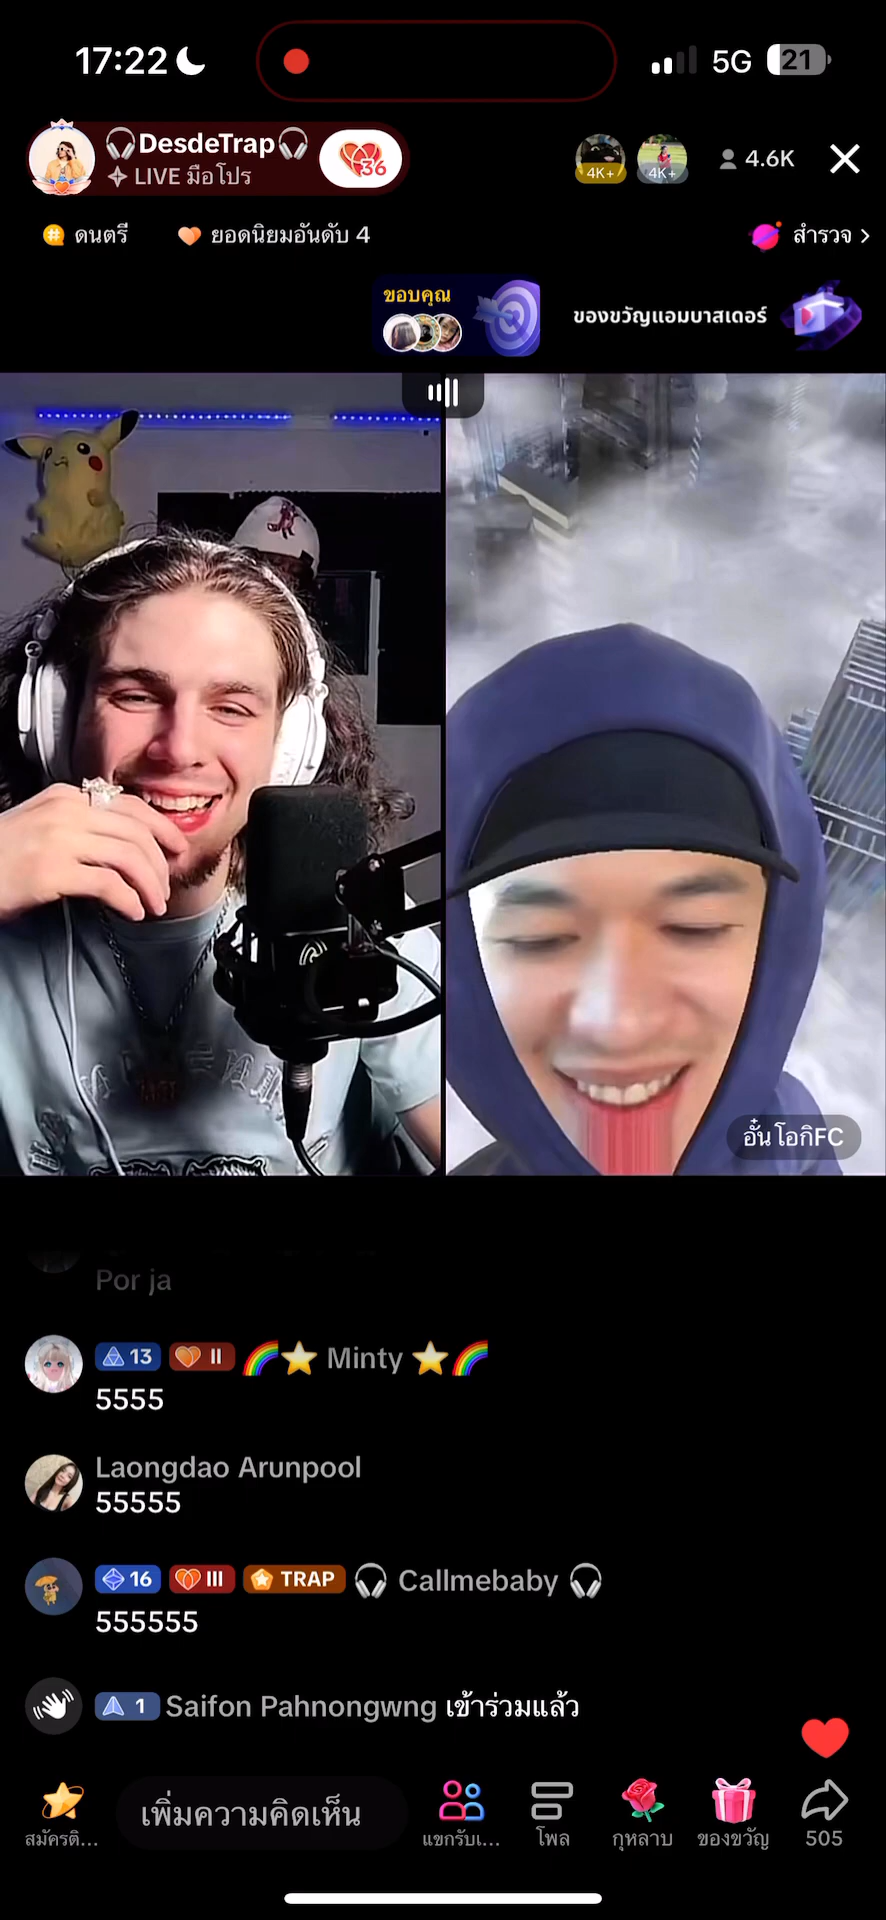 17:22
5G
21
🎧DesdeTrap🎧
LIVE มือโปร
36
4K+
4K+
4.6K
ดนตรี
ยอดนิยมอันดับ 4
สำรวจ
ขอบคุณ
ของขวัญแอมบาสเดอร์
อั๋น โอกิFC
Por ja
13 II 🌈⭐ Minty ⭐🌈
5555
Laongdao Arunpool
55555
16 III TRAP 🎧 Callmebaby 🎧
555555
1 Saifon Pahnongwng เข้าร่วมแล้ว
สมัครติ...
เพิ่มความคิดเห็น
แขกรับเ...
โพล
กุหลาบ
ของขวัญ
505